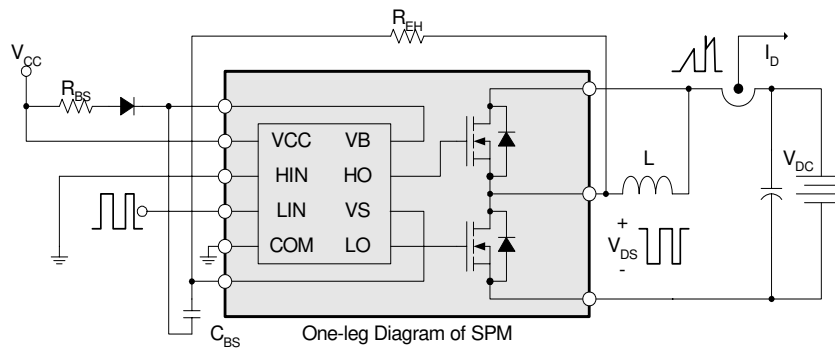 R_EH
V_CC
R_BS
I_D
VCC VB
HIN HO
LIN VS
COM LO
L
V_DC
+
V_DS
-
C_BS
One-leg Diagram of SPM